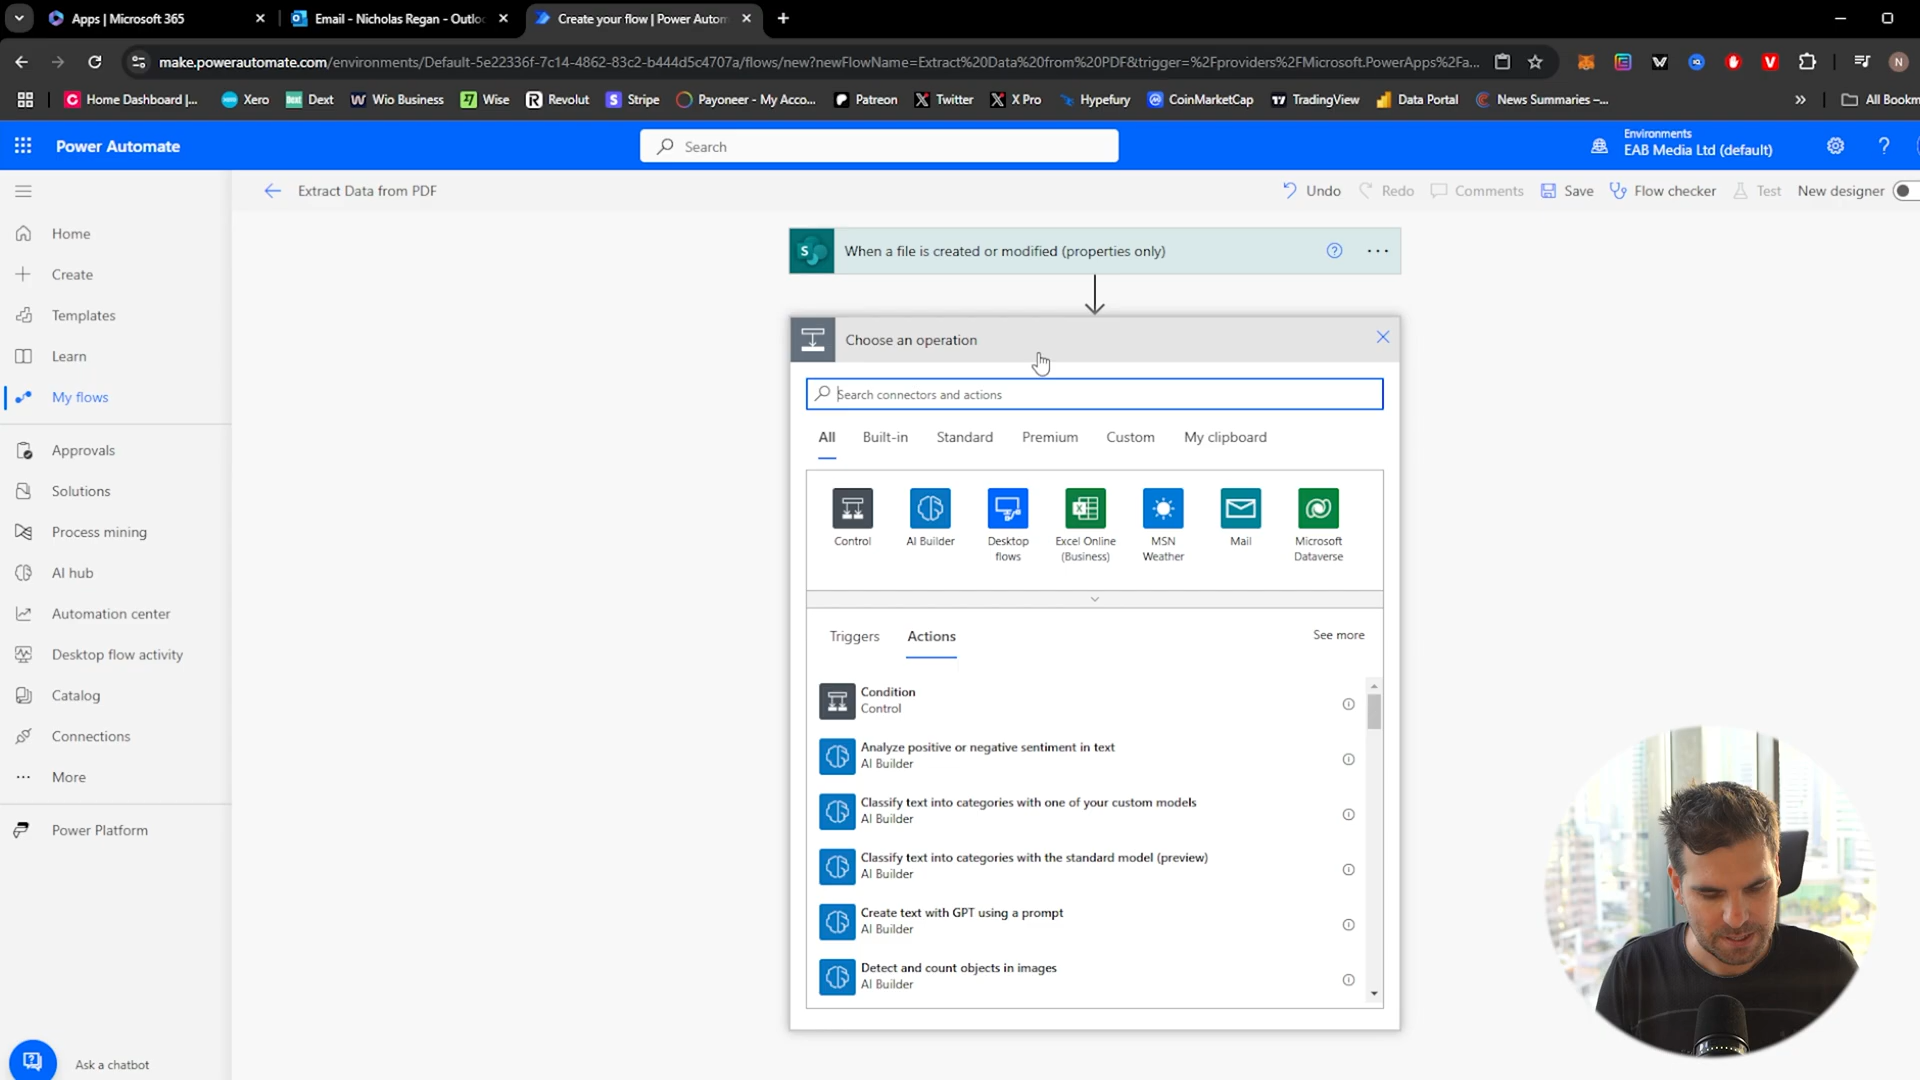 Apps | Microsoft 365
Email - Nicholas Regan - Outlo
Create your flow | Power Autom
make.powerautomate.com/environments/Default-5e22336f-7c14-4862-83c2-b444d5c4707a/flows/new?newFlowName=Extract%20Data%20from%20PDF&trigger=%2Fproviders%2FMicrosoft.PowerApps%2Fa...
N
Home Dashboard |...
Xero
Dext
Wio Business
Wise
Revolut
Stripe
Payoneer - My Acco...
Patreon
Twitter
X Pro
Hypefury
CoinMarketCap
TradingView
Data Portal
News Summaries –...
All Bookm
Power Automate
Search
Environments
EAB Media Ltd (default)
Extract Data from PDF
Undo
Redo
Comments
Save
Flow checker
Test
New designer
Home
Create
Templates
Learn
My flows
Approvals
Solutions
Process mining
AI hub
Automation center
Desktop flow activity
Catalog
Connections
More
Power Platform
Ask a chatbot
When a file is created or modified (properties only)
Choose an operation
Search connectors and actions
All
Built-in
Standard
Premium
Custom
My clipboard
Control
AI Builder
Desktop flows
Excel Online (Business)
MSN Weather
Mail
Microsoft Dataverse
Triggers
Actions
See more
Condition
Control
Analyze positive or negative sentiment in text
AI Builder
Classify text into categories with one of your custom models
AI Builder
Classify text into categories with the standard model (preview)
AI Builder
Create text with GPT using a prompt
AI Builder
Detect and count objects in images
AI Builder